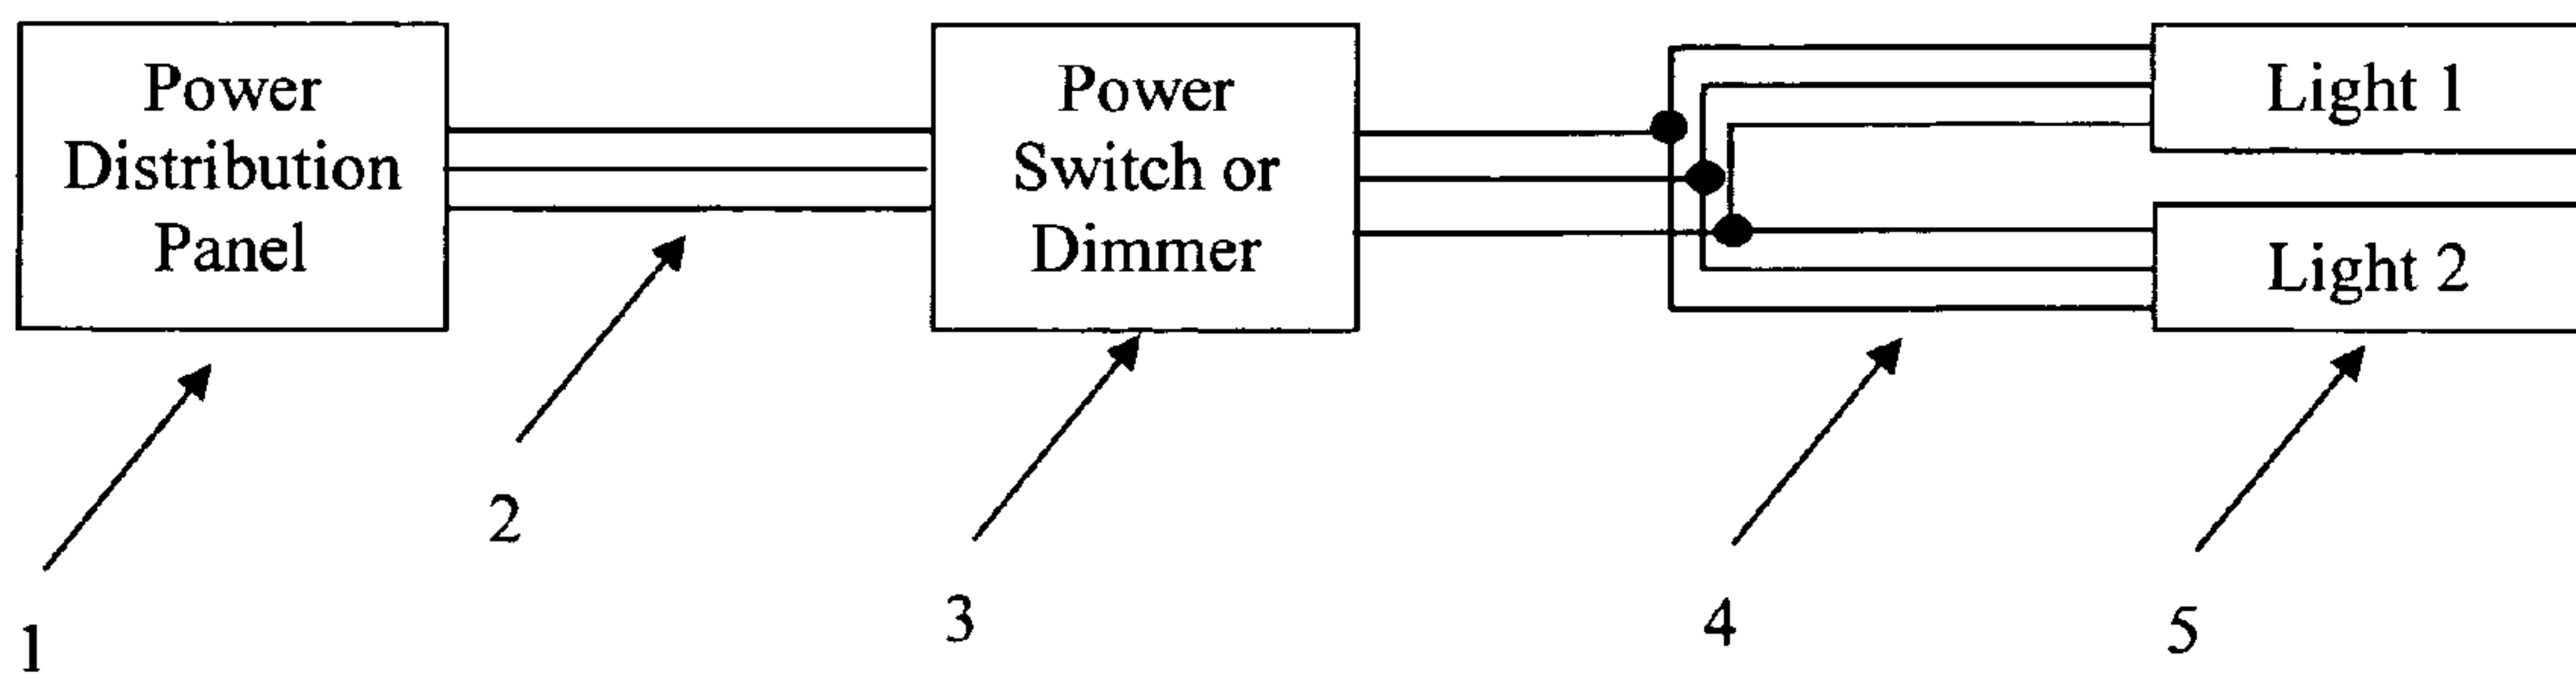 Power
Distribution
Panel
Power
Switch or
Dimmer
Light 1
Light 2
1
2
3
4
5